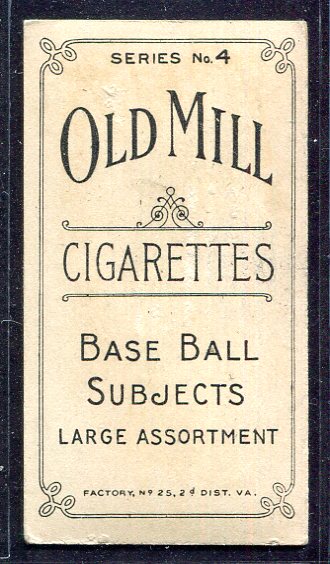 SERIES No. 4
OLD MILL
CIGARETTES
BASE BALL
SUBJECTS
LARGE ASSORTMENT
FACTORY, Nº 25, 2d DIST. VA.